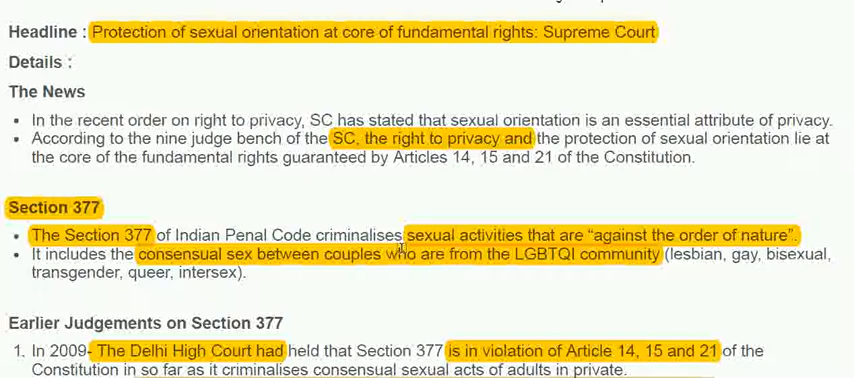 Headline : Protection of sexual orientation at core of fundamental rights: Supreme Court
Details :
The News
• In the recent order on right to privacy, SC has stated that sexual orientation is an essential attribute of privacy.
• According to the nine judge bench of the SC, the right to privacy and the protection of sexual orientation lie at
the core of the fundamental rights guaranteed by Articles 14, 15 and 21 of the Constitution.
Section 377
• The Section 377 of Indian Penal Code criminalises sexual activities that are “against the order of nature”.
• It includes the consensual sex between couples who are from the LGBTQI community (lesbian, gay, bisexual,
transgender, queer, intersex).
Earlier Judgements on Section 377
1. In 2009- The Delhi High Court had held that Section 377 is in violation of Article 14, 15 and 21 of the
Constitution in so far as it criminalises consensual sexual acts of adults in private.